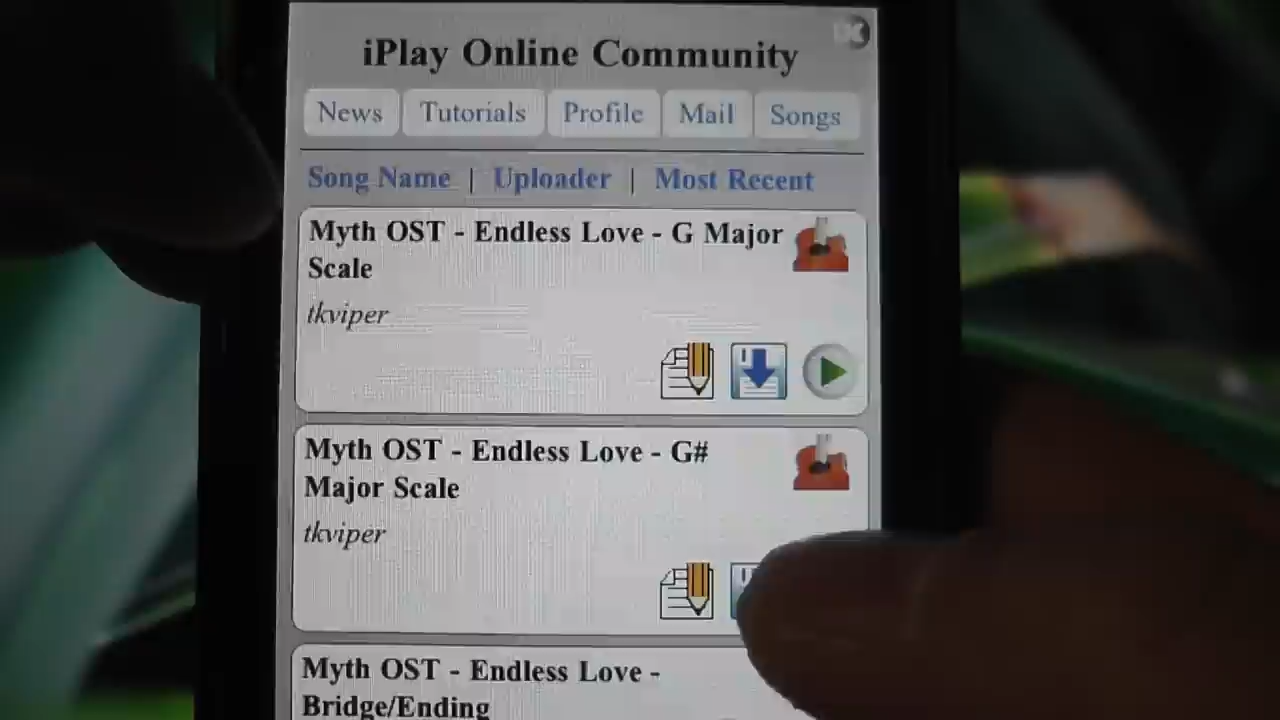 iPlay Online Community
News Tutorials Profile Mail Songs
Song Name | Uploader | Most Recent
Myth OST - Endless Love - G Major
Scale
tkviper
Myth OST - Endless Love - G#
Major Scale
tkviper
Myth OST - Endless Love -
Bridge/Ending